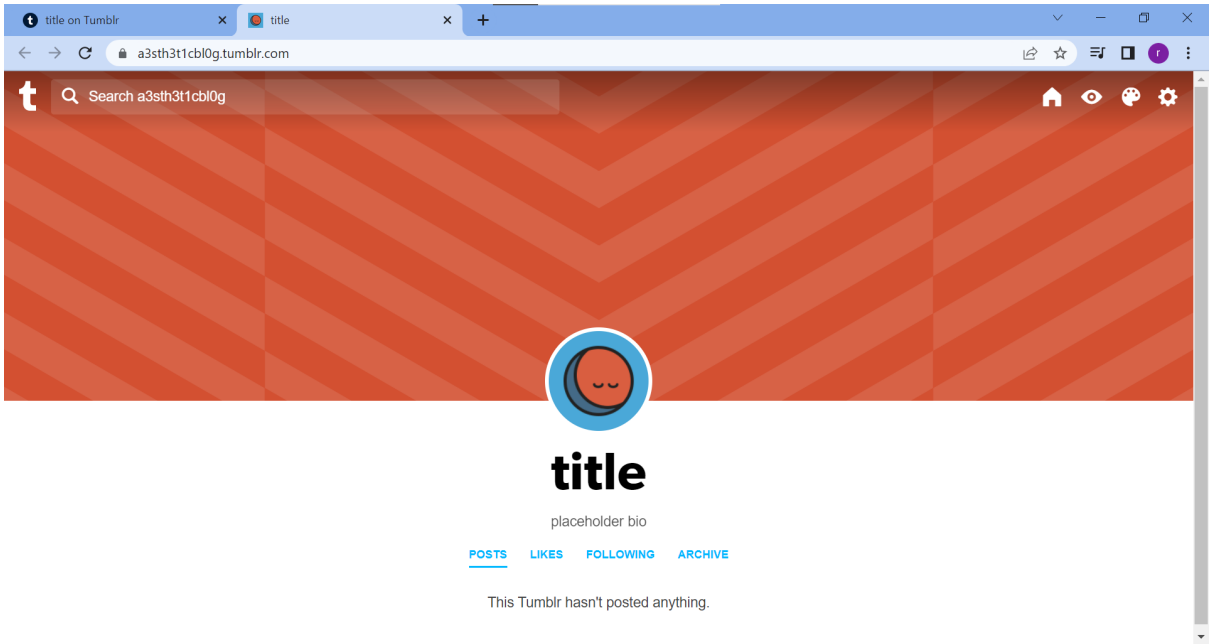 title on Tumblr
title
a3sth3t1cbl0g.tumblr.com
r
t Search a3sth3t1cbl0g
title
placeholder bio
POSTS LIKES FOLLOWING ARCHIVE
This Tumblr hasn't posted anything.